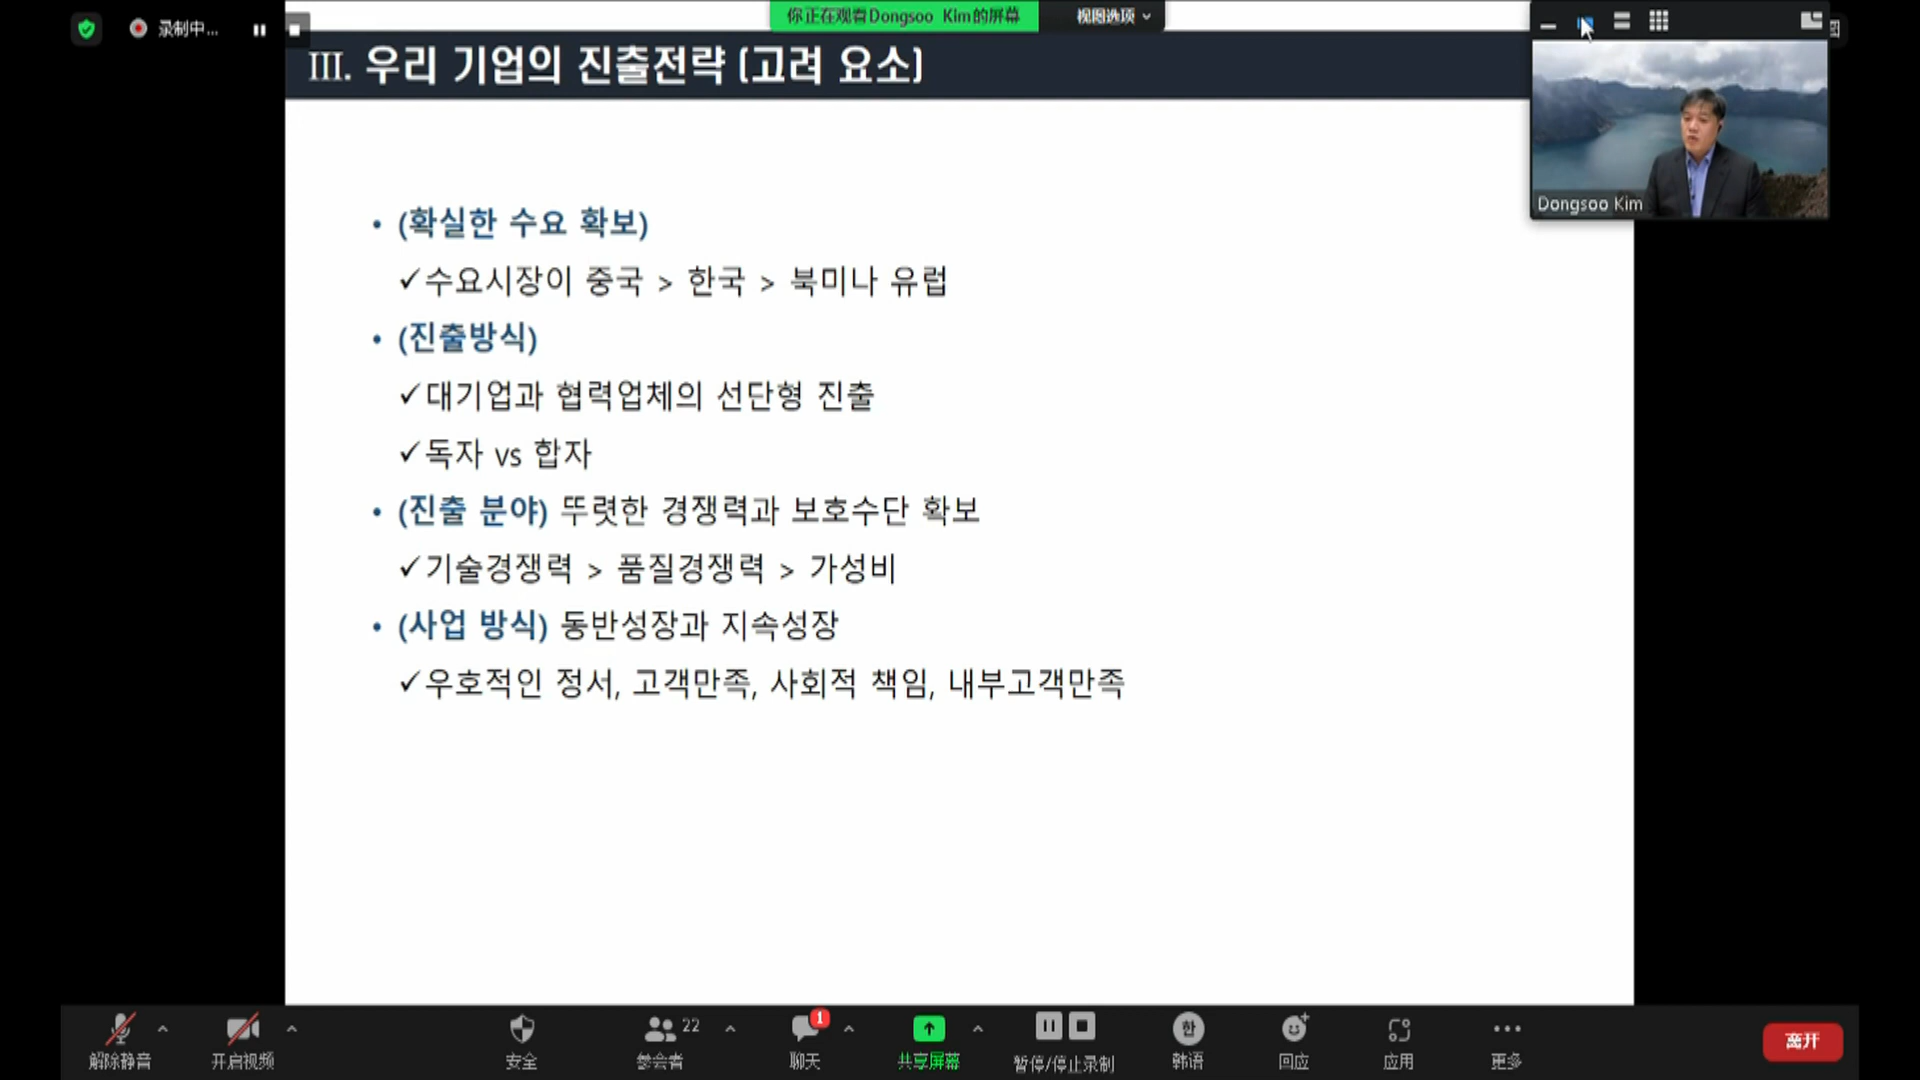 录制中...
你正在观看Dongsoo Kim的屏幕
视图选项
III. 우리 기업의 진출전략 (고려 요소)
Dongsoo Kim
• (확실한 수요 확보)
✓수요시장이 중국 > 한국 > 북미나 유럽
• (진출방식)
✓대기업과 협력업체의 선단형 진출
✓독자 vs 합자
• (진출 분야) 뚜렷한 경쟁력과 보호수단 확보
✓기술경쟁력 > 품질경쟁력 > 가성비
• (사업 방식) 동반성장과 지속성장
✓우호적인 정서, 고객만족, 사회적 책임, 내부고객만족
解除静音
开启视频
安全
参会者 22
聊天 1
共享屏幕
暂停/停止录制
한
韩语
回应
应用
更多
离开